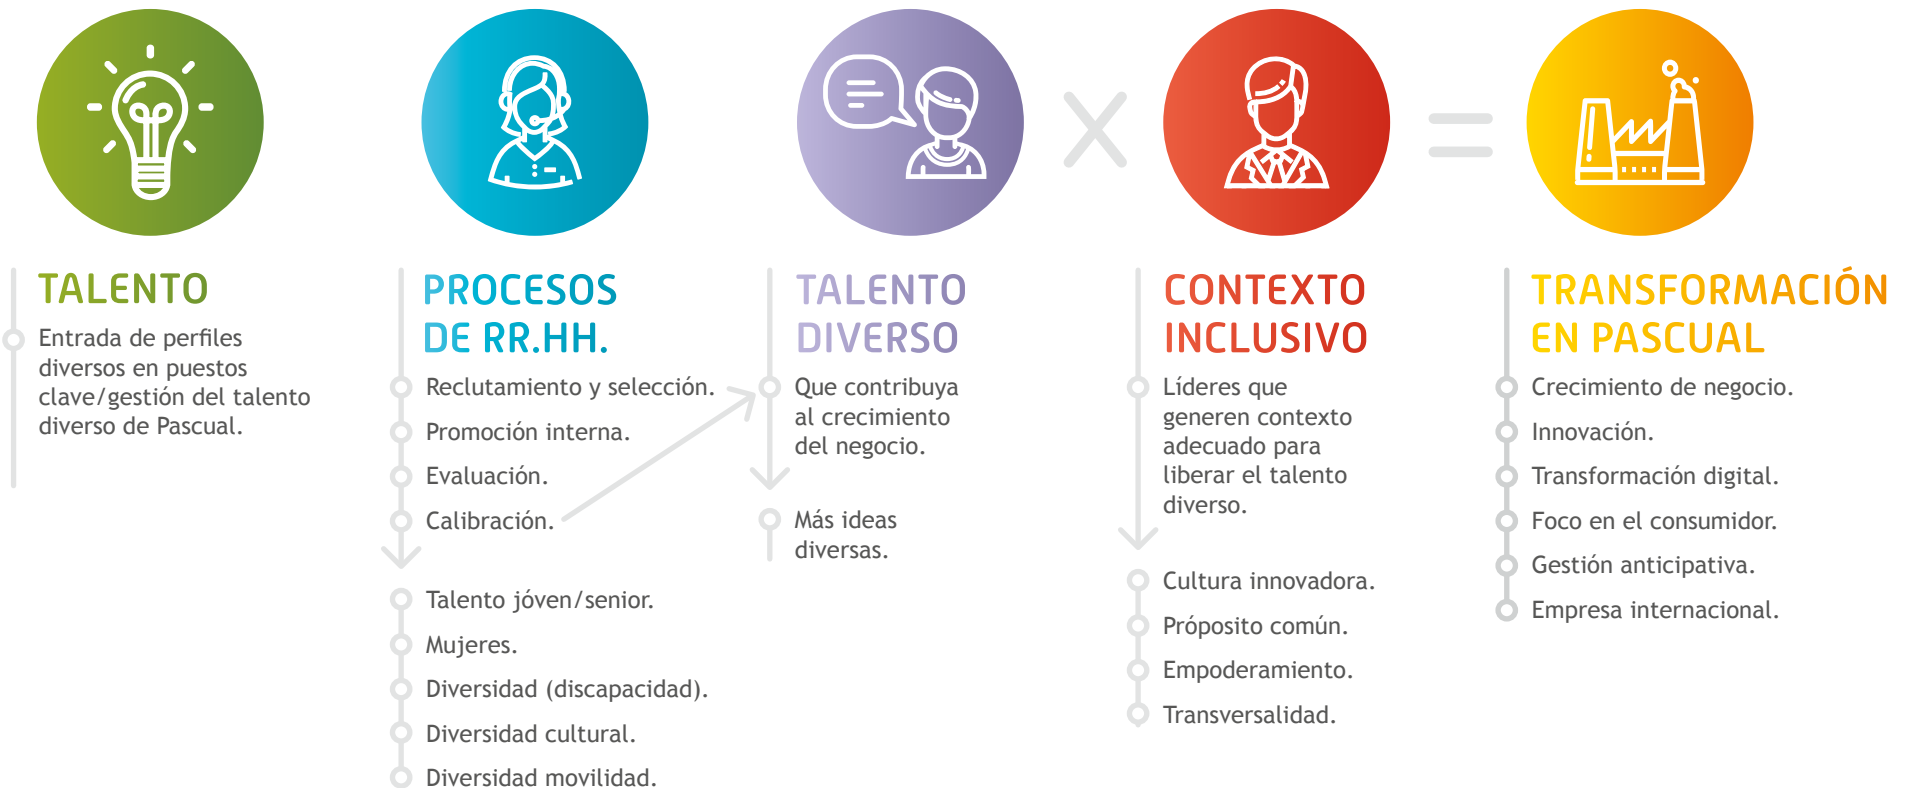 TALENTO
Entrada de perfiles
diversos en puestos
clave/gestión del talento
diverso de Pascual.
PROCESOS
DE RR.HH.
Reclutamiento y selección.
Promoción interna.
Evaluación.
Calibración.
Talento jóven/senior.
Mujeres.
Diversidad (discapacidad).
Diversidad cultural.
Diversidad movilidad.
TALENTO
DIVERSO
Que contribuya
al crecimiento
del negocio.
Más ideas
diversas.
CONTEXTO
INCLUSIVO
Líderes que
generen contexto
adecuado para
liberar el talento
diverso.
Cultura innovadora.
Próposito común.
Empoderamiento.
Transversalidad.
TRANSFORMACIÓN
EN PASCUAL
Crecimiento de negocio.
Innovación.
Transformación digital.
Foco en el consumidor.
Gestión anticipativa.
Empresa internacional.